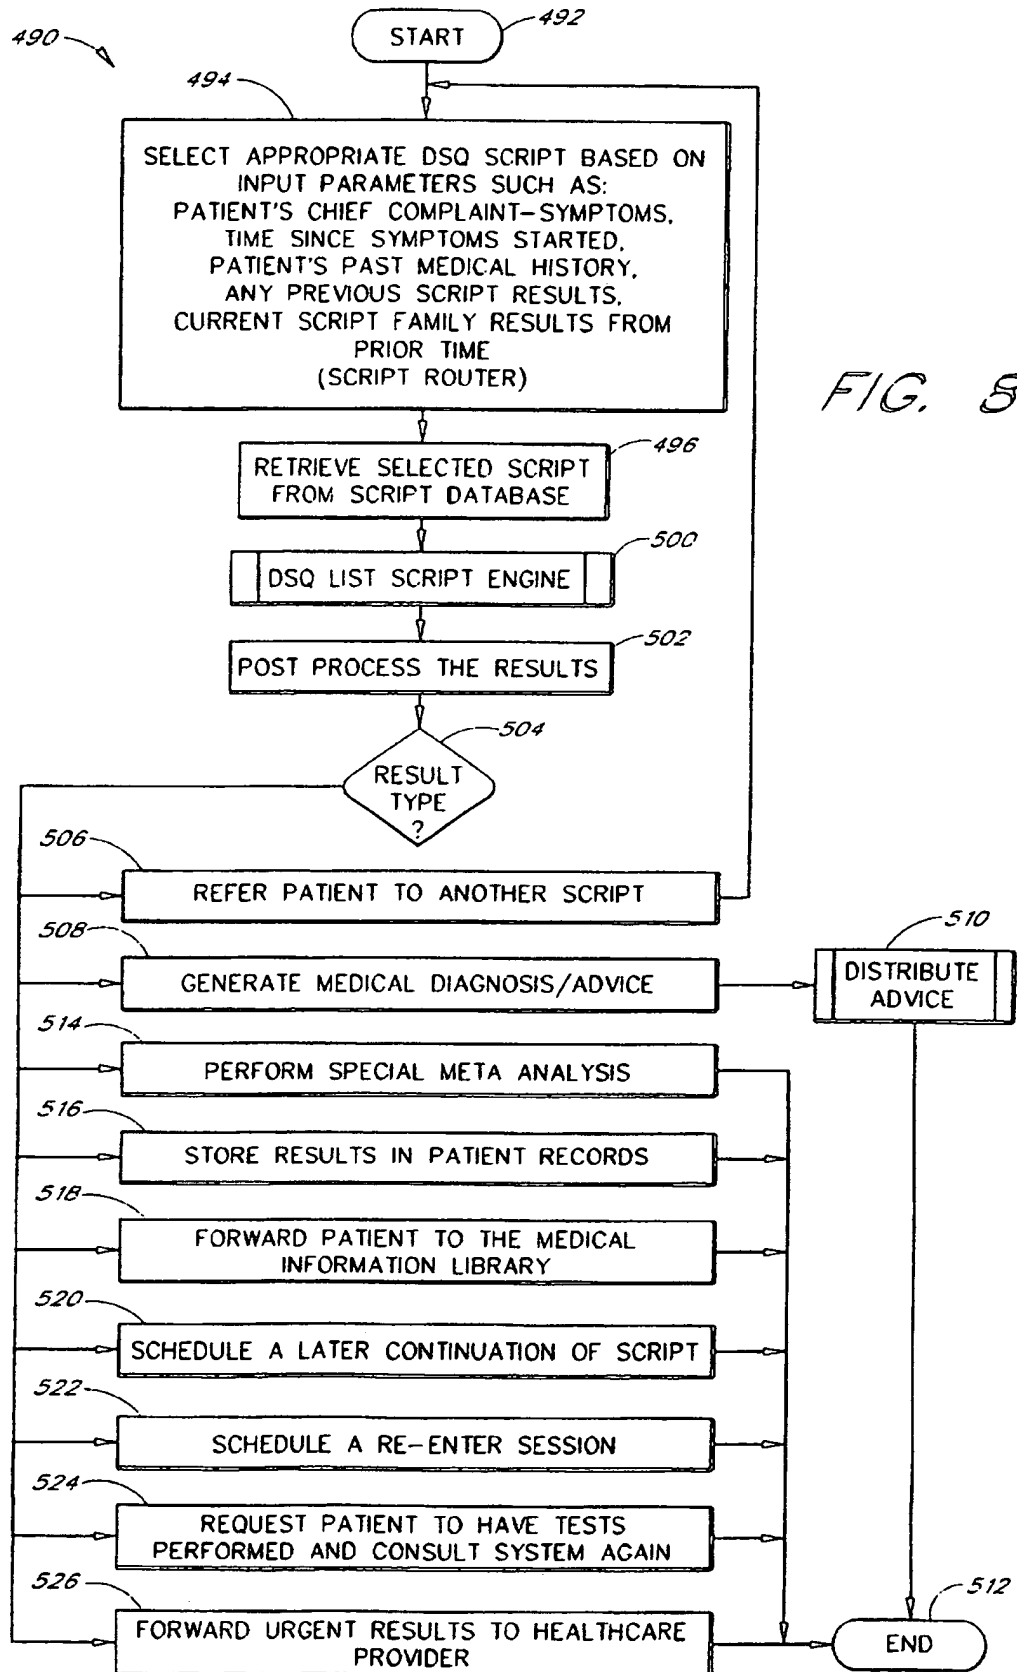 490
START
492
494
SELECT APPROPRIATE DSQ SCRIPT BASED ON
INPUT PARAMETERS SUCH AS:
PATIENT'S CHIEF COMPLAINT-SYMPTOMS,
TIME SINCE SYMPTOMS STARTED,
PATIENT'S PAST MEDICAL HISTORY,
ANY PREVIOUS SCRIPT RESULTS,
CURRENT SCRIPT FAMILY RESULTS FROM
PRIOR TIME
(SCRIPT ROUTER)
FIG. 8
496
RETRIEVE SELECTED SCRIPT
FROM SCRIPT DATABASE
500
DSQ LIST SCRIPT ENGINE
502
POST PROCESS THE RESULTS
504
RESULT
TYPE
?
506
REFER PATIENT TO ANOTHER SCRIPT
508
GENERATE MEDICAL DIAGNOSIS/ADVICE
510
DISTRIBUTE
ADVICE
514
PERFORM SPECIAL META ANALYSIS
516
STORE RESULTS IN PATIENT RECORDS
518
FORWARD PATIENT TO THE MEDICAL
INFORMATION LIBRARY
520
SCHEDULE A LATER CONTINUATION OF SCRIPT
522
SCHEDULE A RE-ENTER SESSION
524
REQUEST PATIENT TO HAVE TESTS
PERFORMED AND CONSULT SYSTEM AGAIN
526
FORWARD URGENT RESULTS TO HEALTHCARE
PROVIDER
512
END